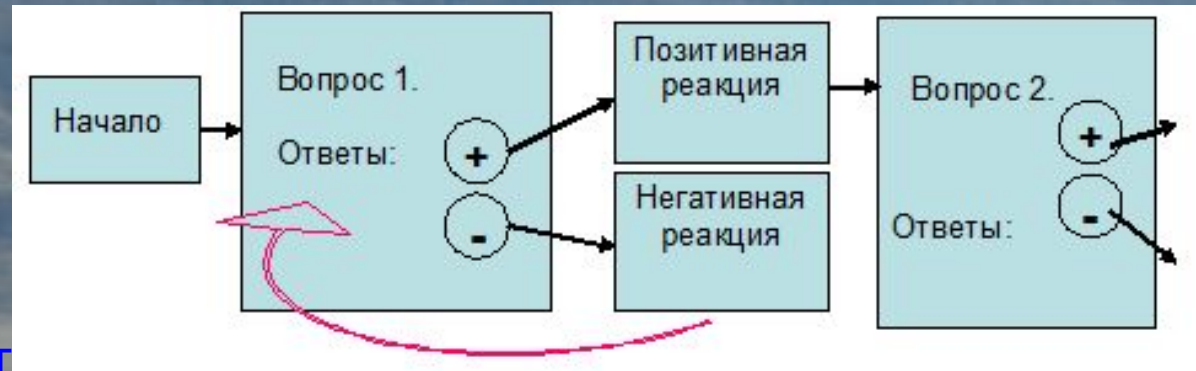 Начало
Вопрос 1.
Ответы:
+
-
Позитивная
реакция
Негативная
реакция
Вопрос 2.
Ответы:
+
-